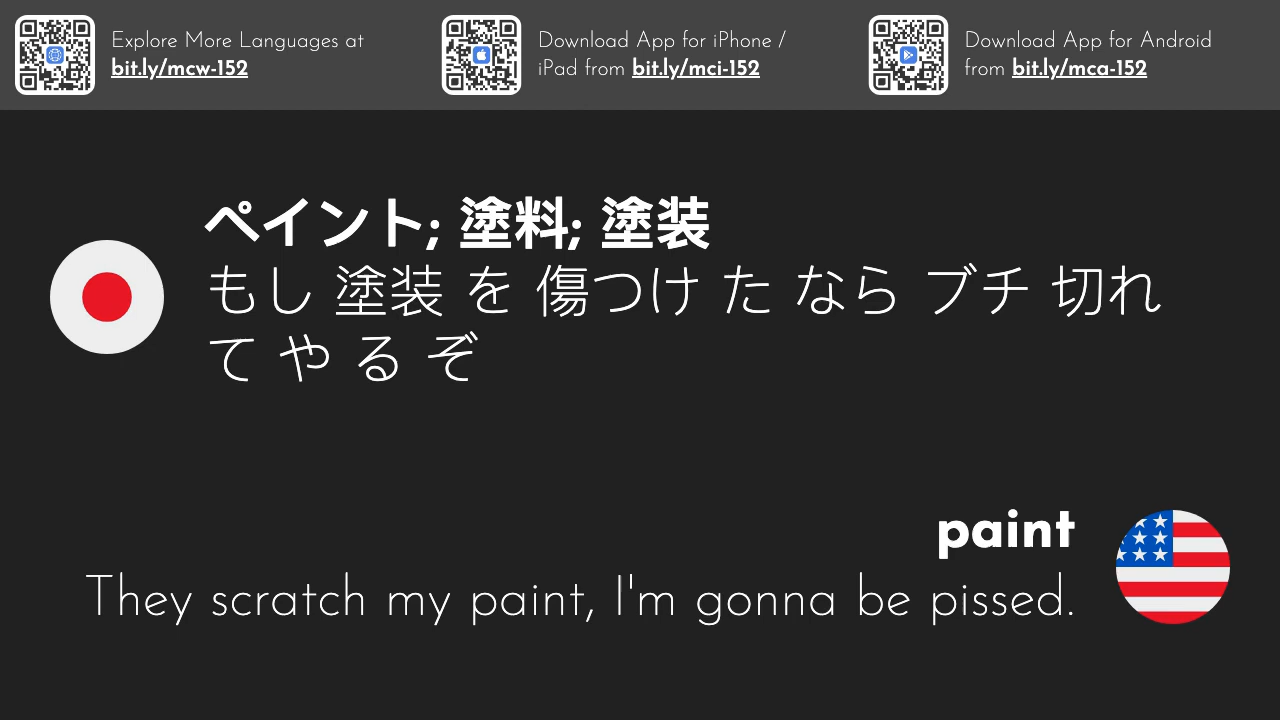 Explore More Languages at
bit.ly/mcw-152
Download App for iPhone /
iPad from bit.ly/mci-152
Download App for Android
from bit.ly/mca-152
ペイント; 塗料; 塗装
もし 塗装 を 傷つけ た なら ブチ 切れ
て や る ぞ
paint
They scratch my paint, I'm gonna be pissed.